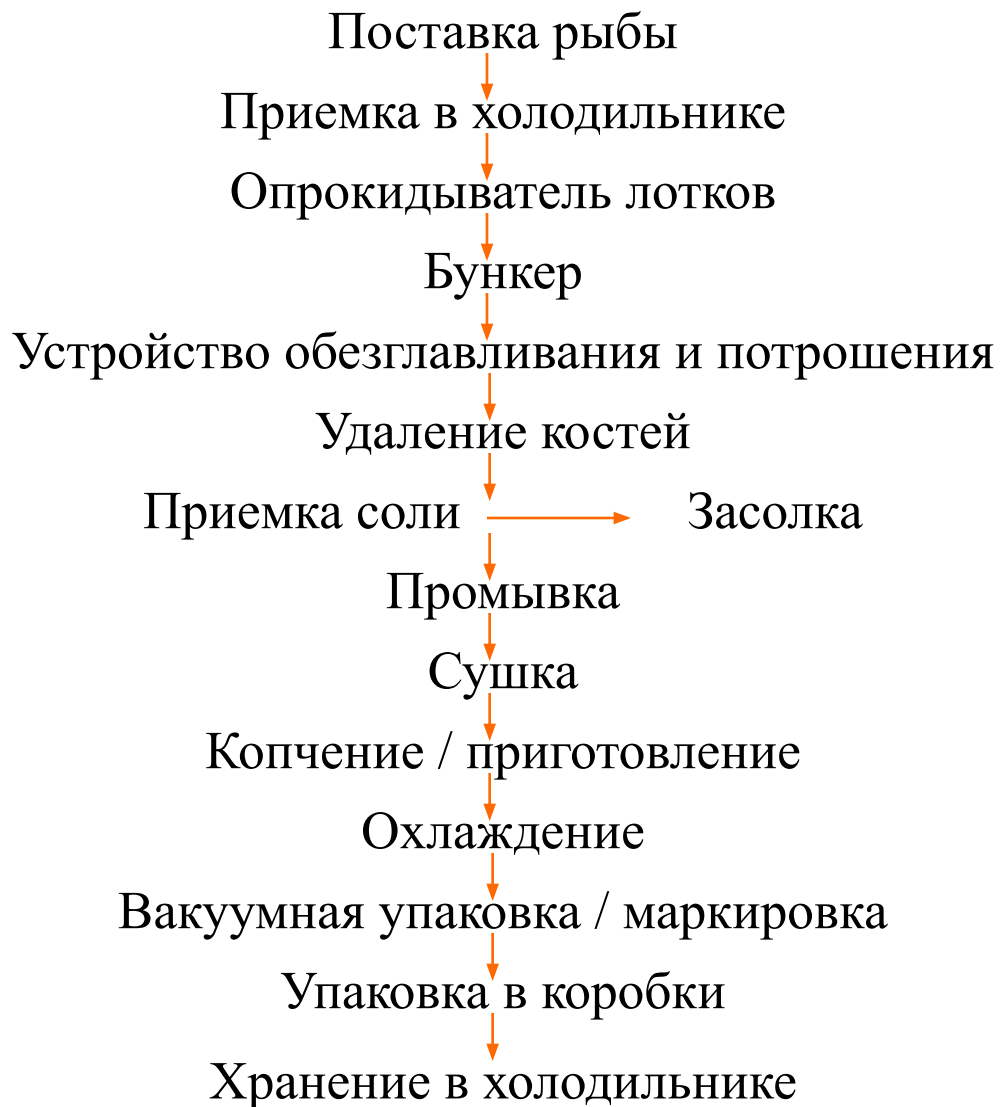 Поставка рыбы
Приемка в холодильнике
Опрокидыватель лотков
Бункер
Устройство обезглавливания и потрошения
Удаление костей
Приемка соли Засолка
Промывка
Сушка
Копчение / приготовление
Охлаждение
Вакуумная упаковка / маркировка
Упаковка в коробки
Хранение в холодильнике